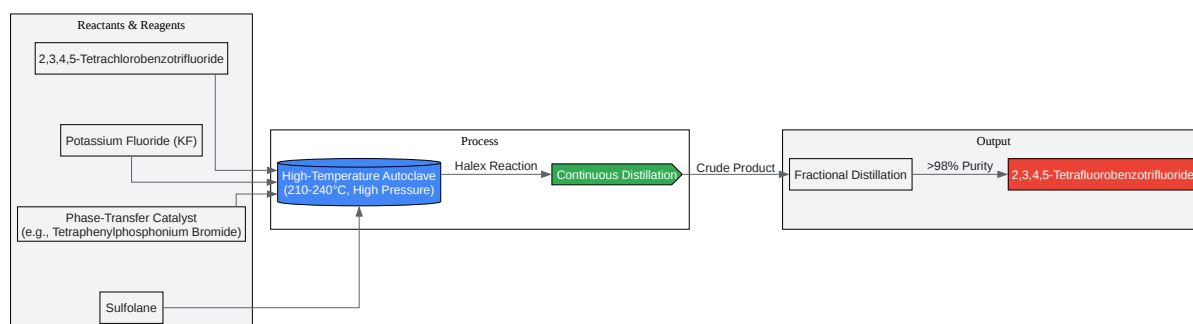 Reactants & Reagents
2,3,4,5-Tetrachlorobenzotrifluoride
Potassium Fluoride (KF)
Phase-Transfer Catalyst
(e.g., Tetraphenylphosphonium Bromide)
Sulfolane
Process
High-Temperature Autoclave
(210-240°C, High Pressure)
Halex Reaction
Continuous Distillation
Crude Product
Output
Fractional Distillation
>98% Purity
2,3,4,5-Tetrafluorobenzotrifluoride